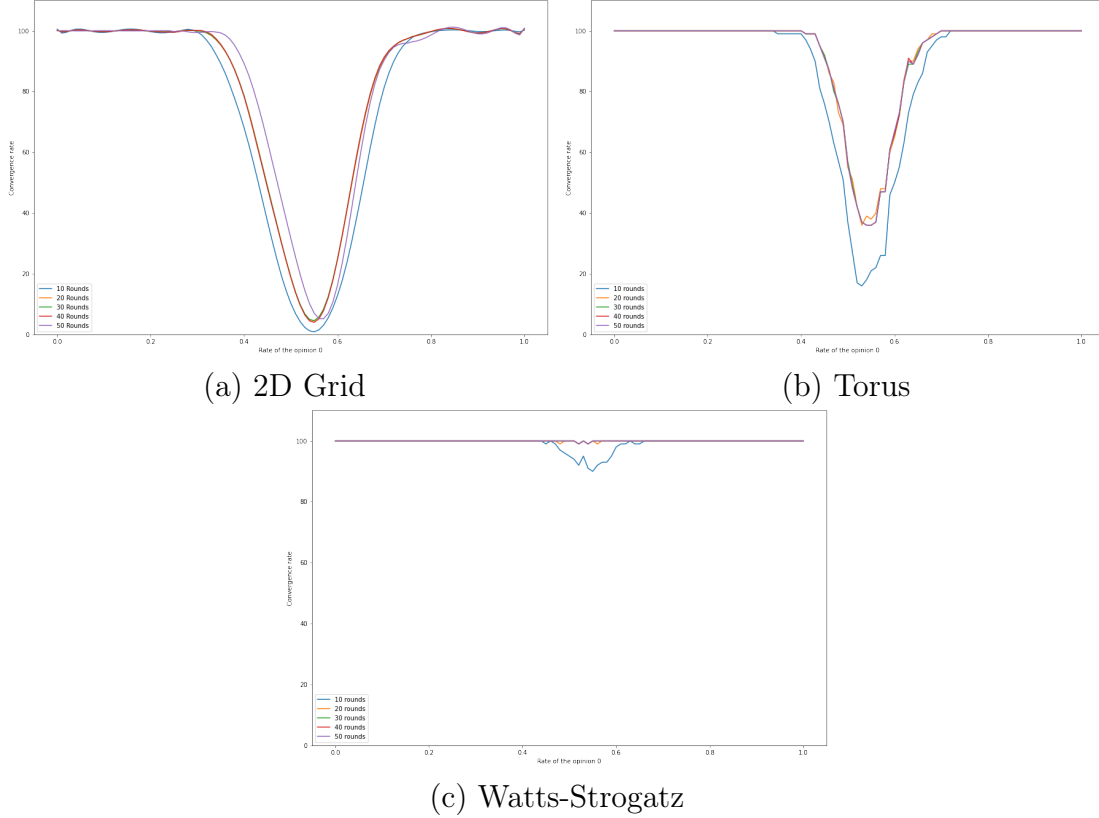 100
80
60
40
20
0
Convergence rate
10 Rounds
20 Rounds
30 Rounds
40 Rounds
50 Rounds
0.0 0.2 0.4 0.6 0.8 1.0
Rate of the opinion 0
(a) 2D Grid
100
80
60
40
20
0
Convergence rate
10 rounds
20 rounds
30 rounds
40 rounds
50 rounds
0.0 0.2 0.4 0.6 0.8 1.0
Rate of the opinion 0
(b) Torus
100
80
60
40
20
0
Convergence rate
10 rounds
20 rounds
30 rounds
40 rounds
50 rounds
0.0 0.2 0.4 0.6 0.8 1.0
Rate of the opinion 0
(c) Watts-Strogatz